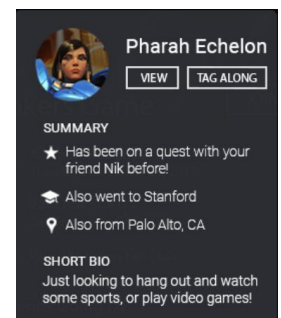 Pharah Echelon
VIEW
TAG ALONG
SUMMARY
Has been on a quest with your
friend Nik before!
Also went to Stanford
Also from Palo Alto, CA
SHORT BIO
Just looking to hang out and watch
some sports, or play video games!